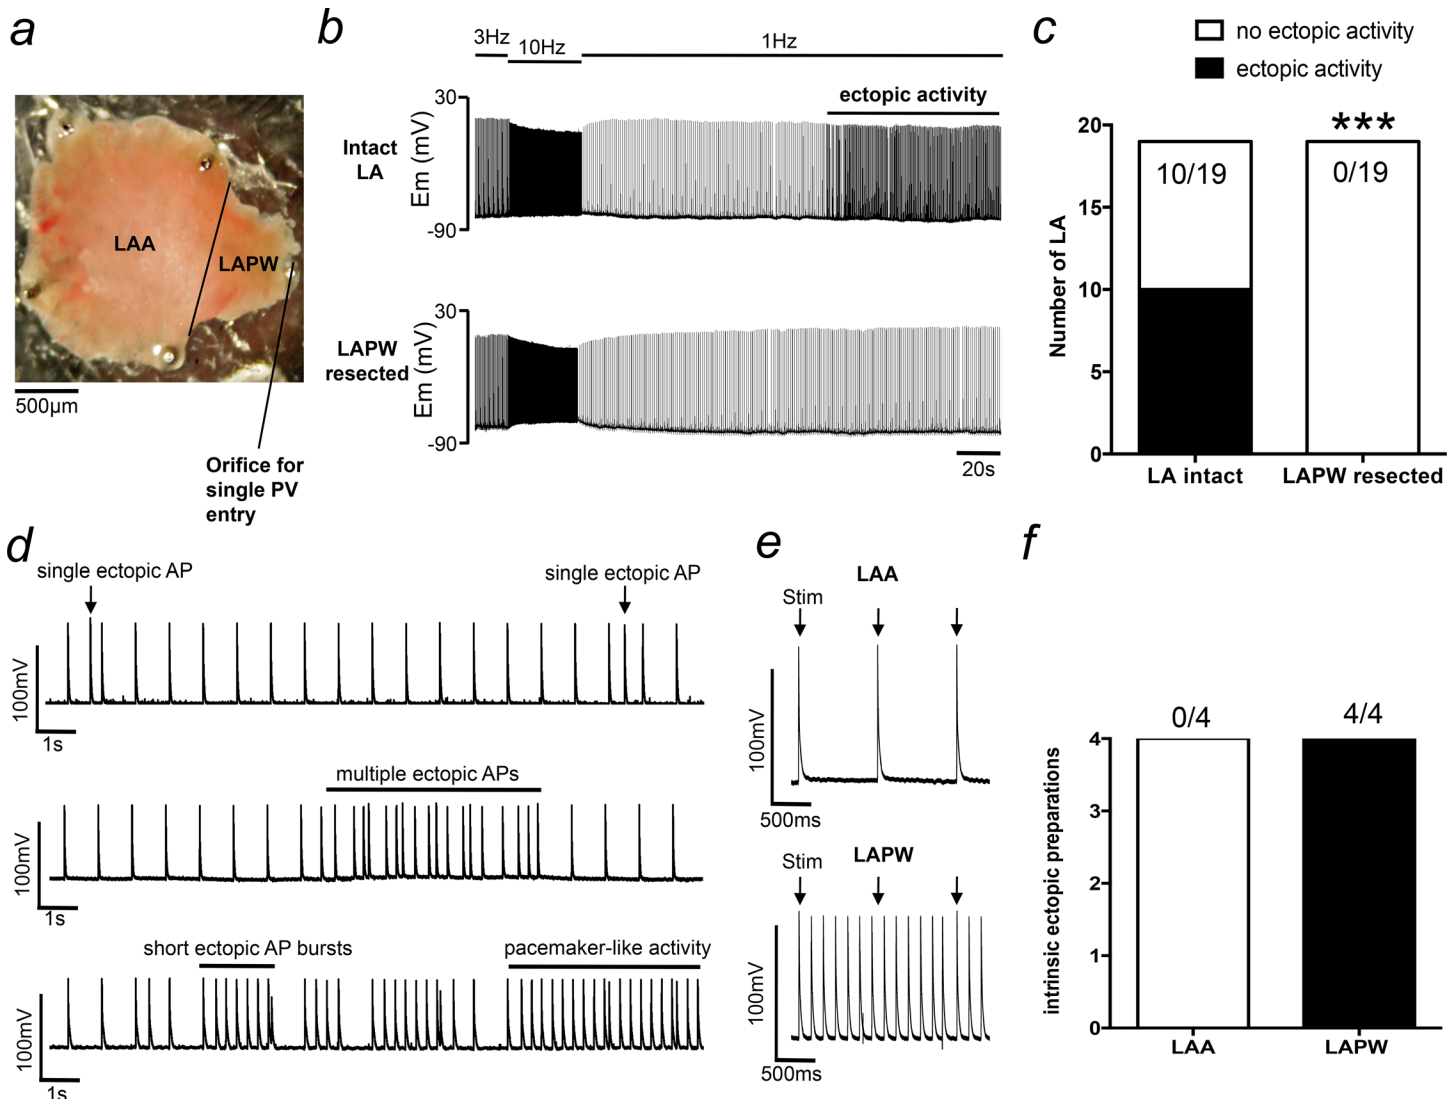 a
LAA
LAPW
500μm
Orifice for
single PV
entry
b
3Hz
10Hz
1Hz
ectopic activity
30
Intact
LA
Em (mV)
-90
30
LAPW
resected
Em (mV)
-90
20s
c
no ectopic activity
ectopic activity
***
20
15
10
5
0
Number of LA
10/19
0/19
LA intact
LAPW resected
d
single ectopic AP
single ectopic AP
100mV
1s
multiple ectopic APs
100mV
1s
short ectopic AP bursts
pacemaker-like activity
100mV
1s
e
LAA
Stim
100mV
500ms
LAPW
Stim
100mV
500ms
f
0/4
4/4
4
3
2
1
0
intrinsic ectopic preparations
LAA
LAPW